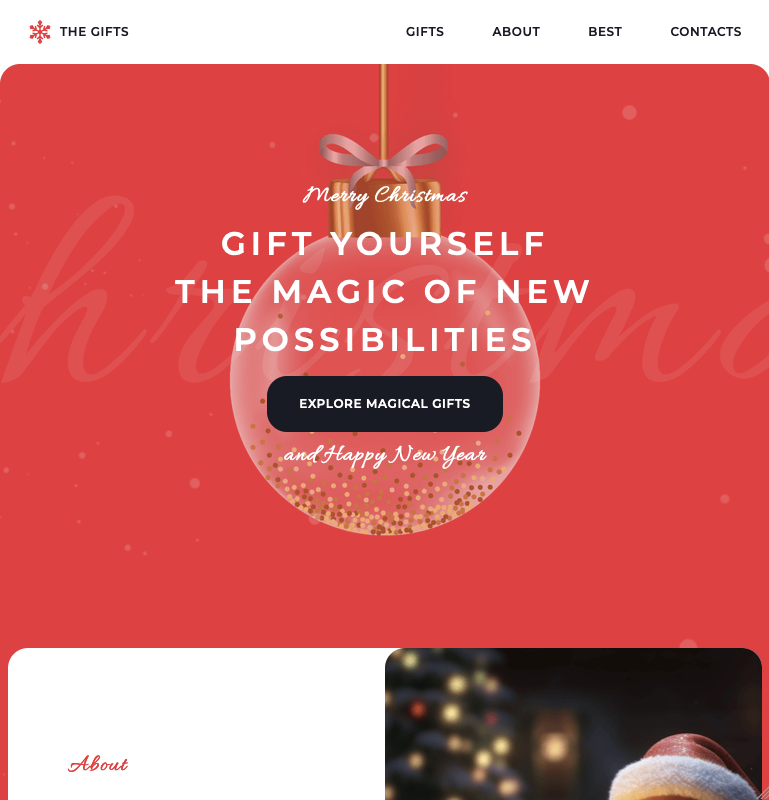 THE GIFTS
GIFTS ABOUT BEST CONTACTS
Merry Christmas
GIFT YOURSELF
THE MAGIC OF NEW
POSSIBILITIES
EXPLORE MAGICAL GIFTS
and Happy New Year
About